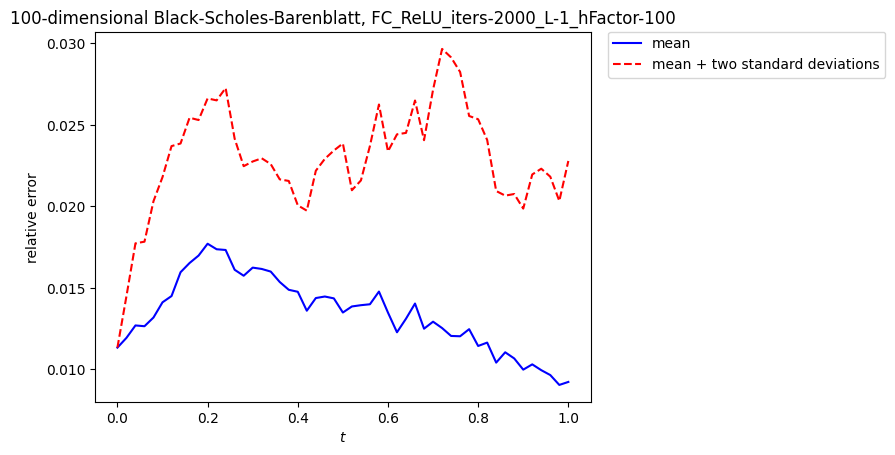 100-dimensional Black-Scholes-Barenblatt, FC_ReLU_iters-2000_L-1_hFactor-100
mean
mean + two standard deviations
relative error
0.030
0.025
0.020
0.015
0.010
0.0
0.2
0.4
0.6
0.8
1.0
t